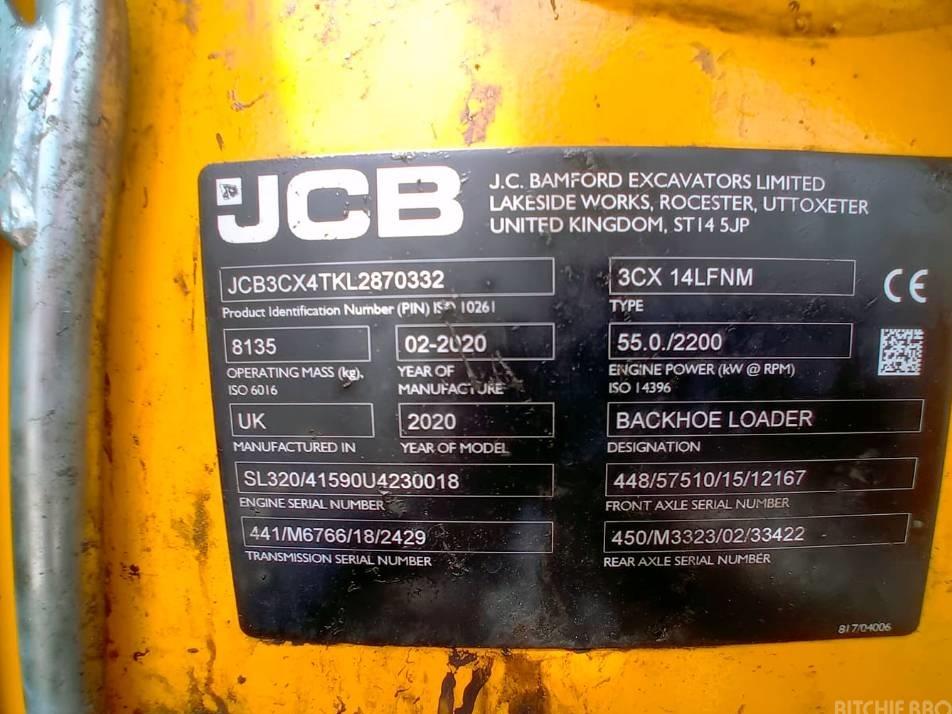 JCB
J.C. BAMFORD EXCAVATORS LIMITED
LAKESIDE WORKS, ROCESTER, UTTOXETER
UNITED KINGDOM, ST14 5JP
JCB3CX4TKL2870332
Product Identification Number (PIN) ISO 10261
3CX 14LFNM
TYPE
CE
8135
OPERATING MASS (kg),
ISO 6016
02-2020
YEAR OF
MANUFACTURE
55.0./2200
ENGINE POWER (kW @ RPM)
ISO 14396
UK
MANUFACTURED IN
2020
YEAR OF MODEL
BACKHOE LOADER
DESIGNATION
SL320/41590U4230018
ENGINE SERIAL NUMBER
448/57510/15/12167
FRONT AXLE SERIAL NUMBER
441/M6766/18/2429
TRANSMISSION SERIAL NUMBER
450/M3323/02/33422
REAR AXLE SERIAL NUMBER
817/04006